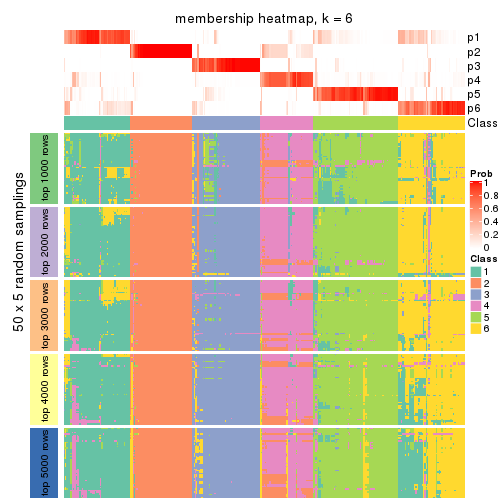 membership heatmap, k = 6
p1
p2
p3
p4
p5
p6
Class
50 x 5 random samplings
top 1000 rows
top 2000 rows
top 3000 rows
top 4000 rows
top 5000 rows
Prob
1
0.8
0.6
0.4
0.2
0
Class
1
2
3
4
5
6